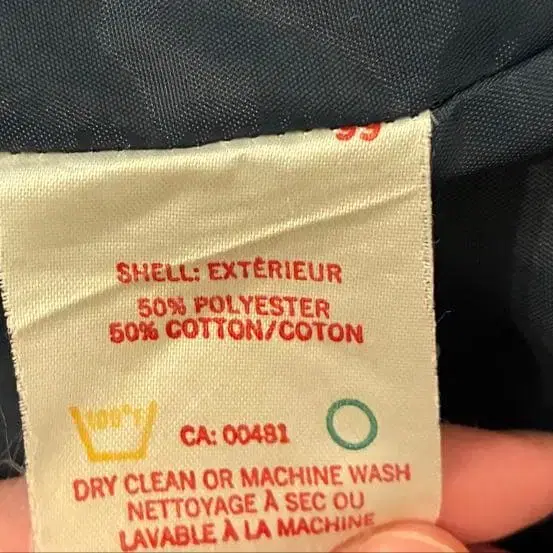 SHELL: EXTÉRIEUR
50% POLYESTER
50% COTTON/COTON
100°F
CA: 00481
DRY CLEAN OR MACHINE WASH
NETTOYAGE À SEC OU
LAVABLE À LA MACHINE